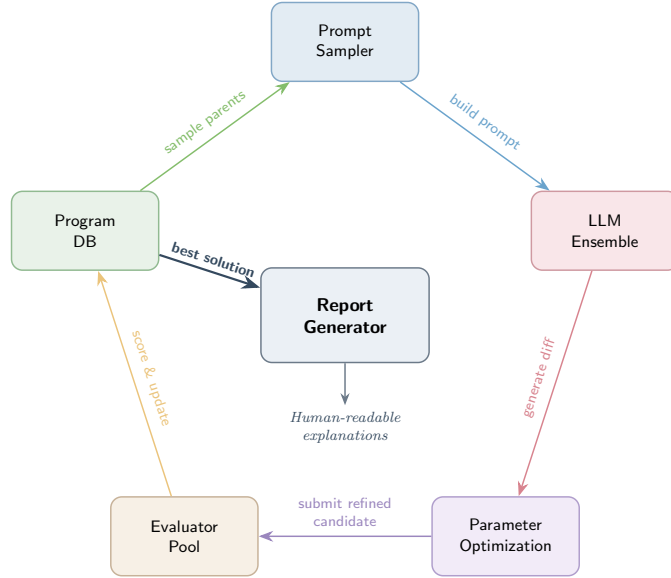 Prompt
Sampler
sample parents
build prompt
Program
DB
LLM
Ensemble
best solution
Report
Generator
score & update
generate diff
Human-readable
explanations
Evaluator
Pool
submit refined
candidate
Parameter
Optimization